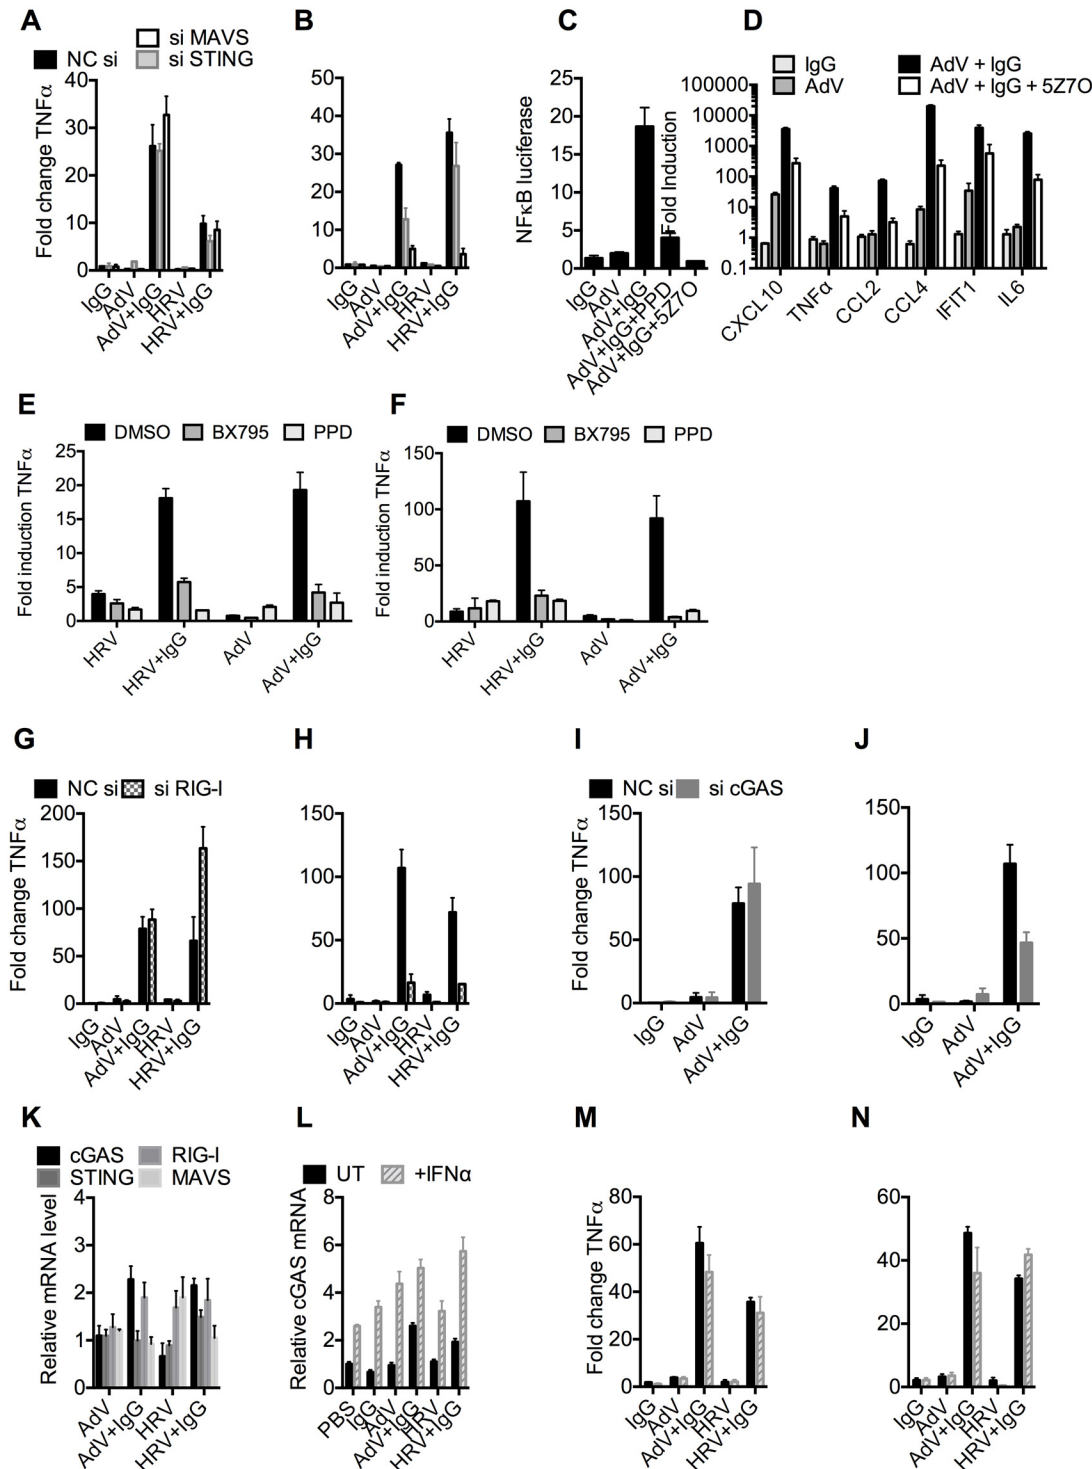 A
NC si
si MAVS
si STING
Fold change TNFα
40
30
20
10
0
IgG
AdV
AdV+IgG
HRV
HRV+IgG
B
50
40
30
20
10
0
IgG
AdV
AdV+IgG
HRV
HRV+IgG
C
NFκB luciferase
25
20
15
10
5
0
IgG
AdV
AdV+IgG
AdV+IgG+PPD
AdV+IgG+5Z7O
D
IgG
AdV
AdV + IgG
AdV + IgG + 5Z7O
Fold Induction
100000
10000
1000
100
10
1
0.1
CXCL10
TNFα
CCL2
CCL4
IFIT1
IL6
E
DMSO
BX795
PPD
Fold induction TNFα
25
20
15
10
5
0
HRV
HRV+IgG
AdV
AdV+IgG
F
DMSO
BX795
PPD
Fold induction TNFα
150
100
50
0
HRV
HRV+IgG
AdV
AdV+IgG
G
NC si
si RIG-I
Fold change TNFα
200
150
100
50
0
IgG
AdV
AdV+IgG
HRV
HRV+IgG
H
150
100
50
0
IgG
AdV
AdV+IgG
HRV
HRV+IgG
I
NC si
si cGAS
Fold change TNFα
150
100
50
0
IgG
AdV
AdV+IgG
J
150
100
50
0
IgG
AdV
AdV+IgG
K
cGAS
RIG-I
STING
MAVS
Relative mRNA level
4
3
2
1
0
AdV
AdV+IgG
HRV
HRV+IgG
L
UT
+IFNα
Relative cGAS mRNA
8
6
4
2
0
PBS
IgG
AdV
AdV+IgG
HRV
HRV+IgG
M
Fold change TNFα
80
60
40
20
0
IgG
AdV
AdV+IgG
HRV
HRV+IgG
N
60
40
20
0
IgG
AdV
AdV+IgG
HRV
HRV+IgG